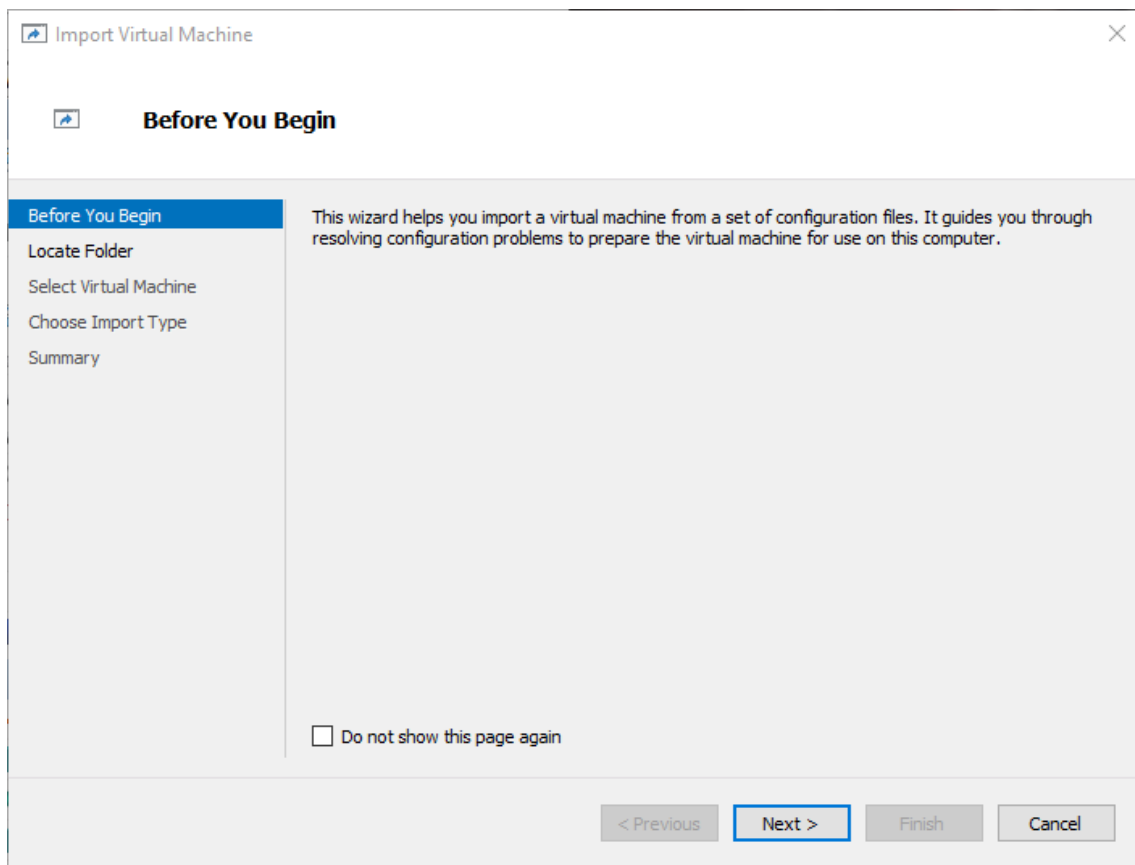 Import Virtual Machine
Before You Begin
Before You Begin
Locate Folder
Select Virtual Machine
Choose Import Type
Summary
This wizard helps you import a virtual machine from a set of configuration files. It guides you through
resolving configuration problems to prepare the virtual machine for use on this computer.
Do not show this page again
< Previous
Next >
Finish
Cancel